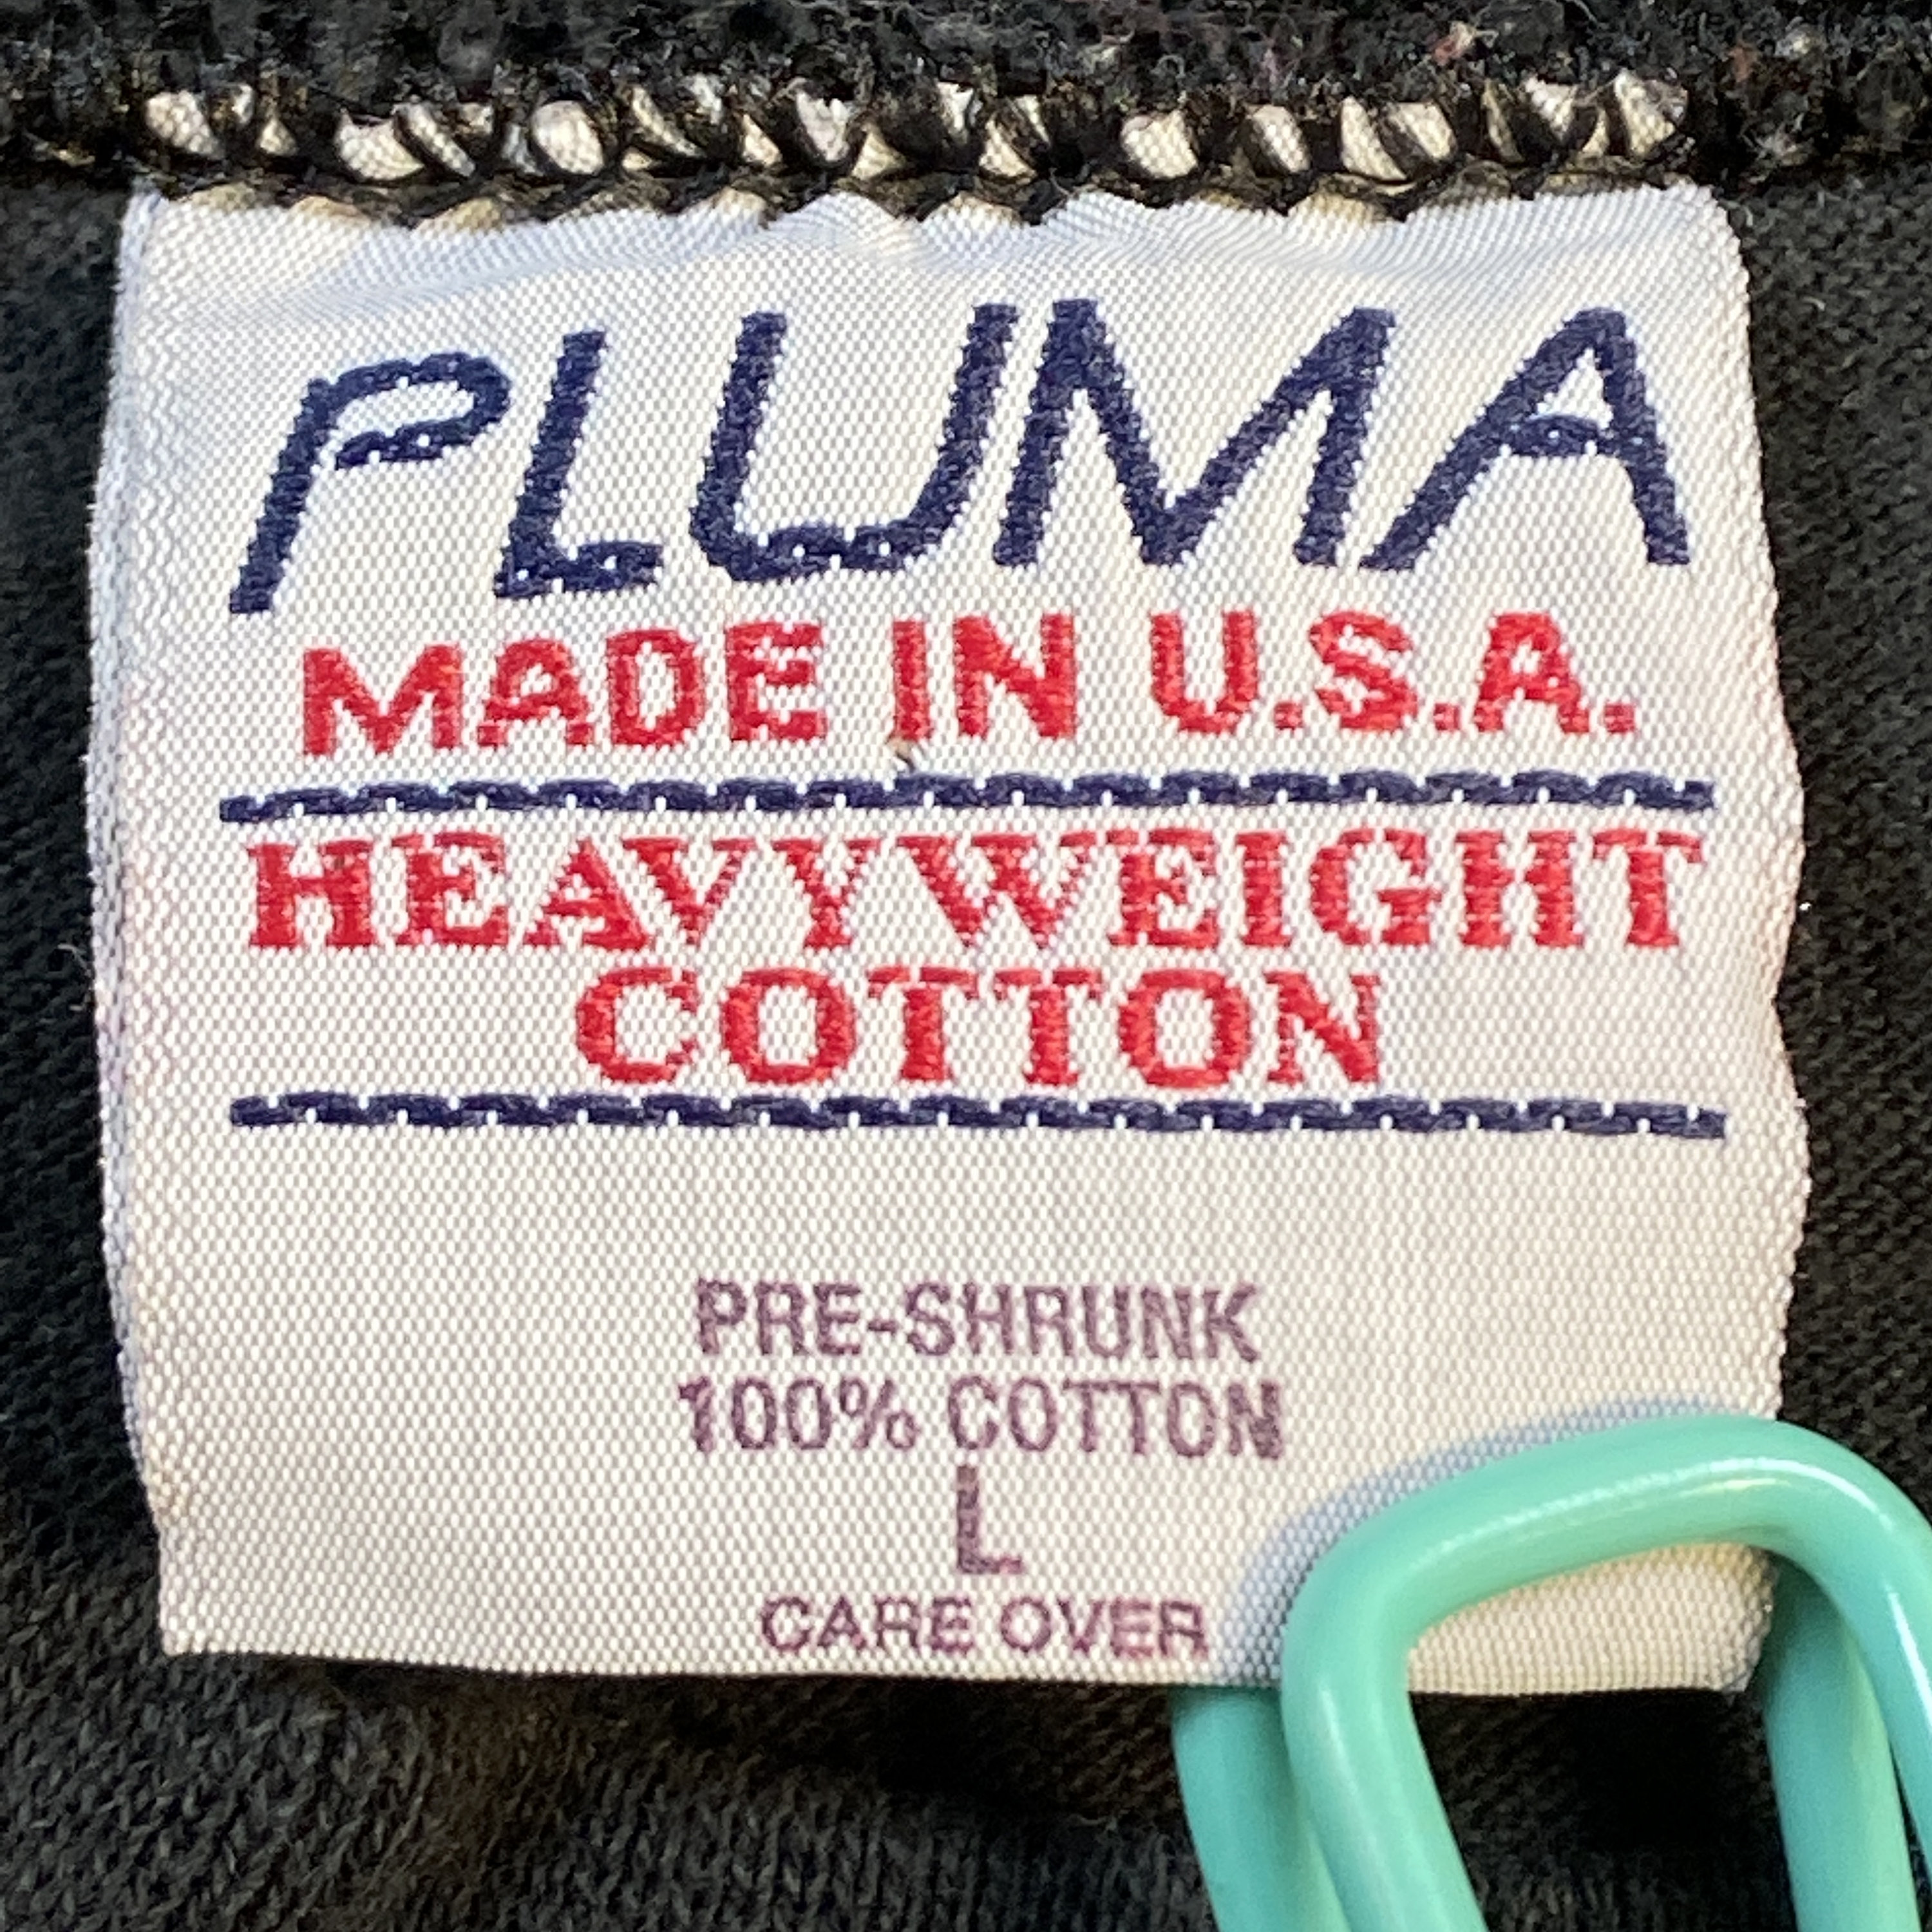 PLUMA
MADE IN U.S.A.
HEAVYWEIGHT
COTTON
PRE-SHRUNK
100% COTTON
L
CARE OVER